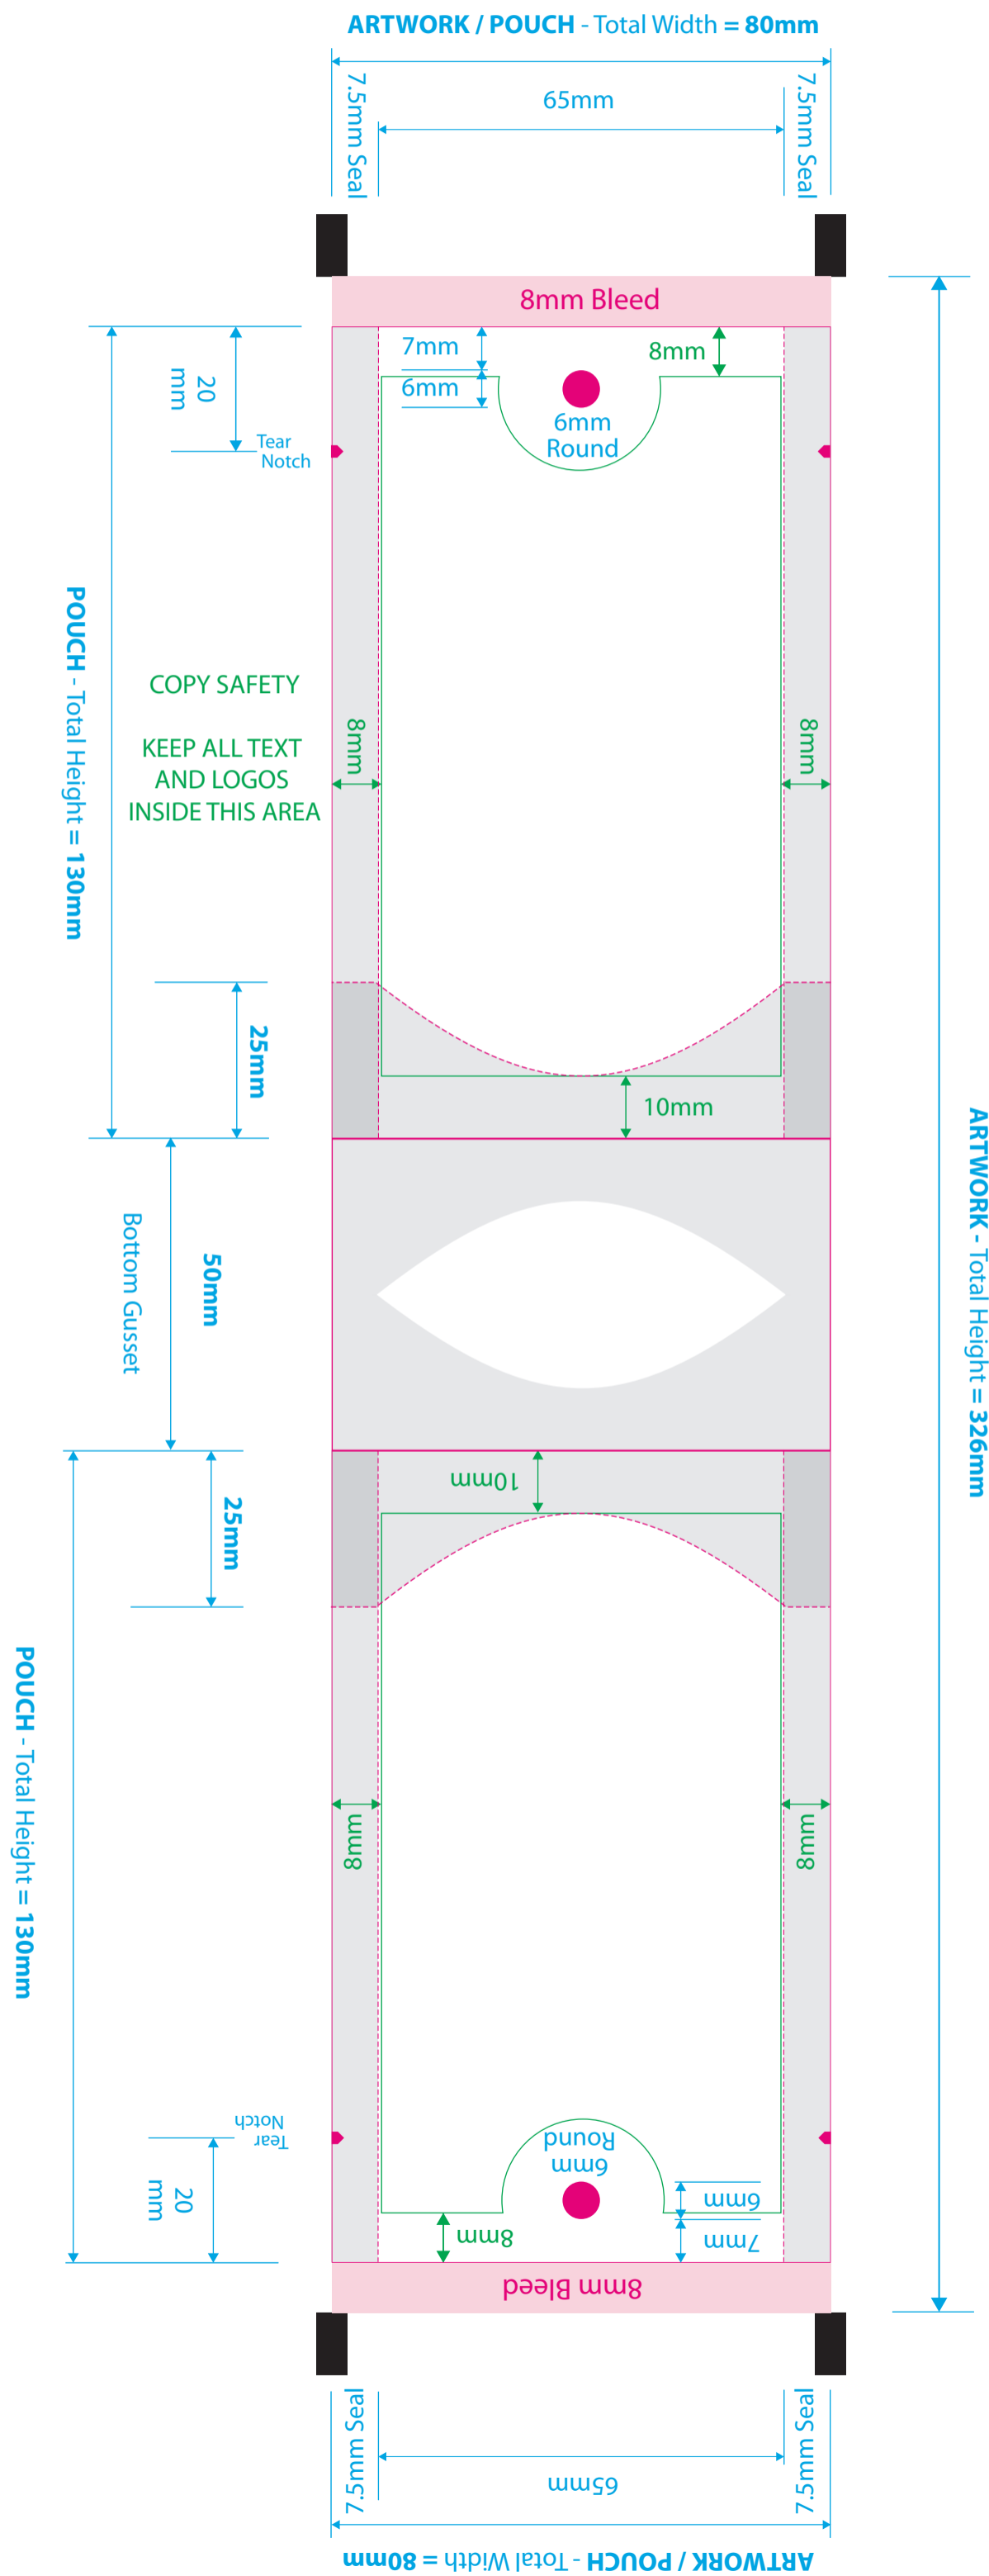 ARTWORK / POUCH - Total Width = 80mm
7.5mm Seal
65mm
7.5mm Seal
8mm Bleed
7mm
8mm
20
mm
6mm
6mm
Round
Tear
Notch
POUCH - Total Height = 130mm
COPY SAFETY
KEEP ALL TEXT
AND LOGOS
INSIDE THIS AREA
8mm
8mm
25mm
10mm
ARTWORK - Total Height = 326mm
Bottom Gusset
50mm
10mm
25mm
POUCH - Total Height = 130mm
8mm
8mm
Tear
Notch
6mm
Round
20
mm
6mm
7mm
8mm
8mm Bleed
7.5mm Seal
65mm
7.5mm Seal
ARTWORK / POUCH - Total Width = 80mm